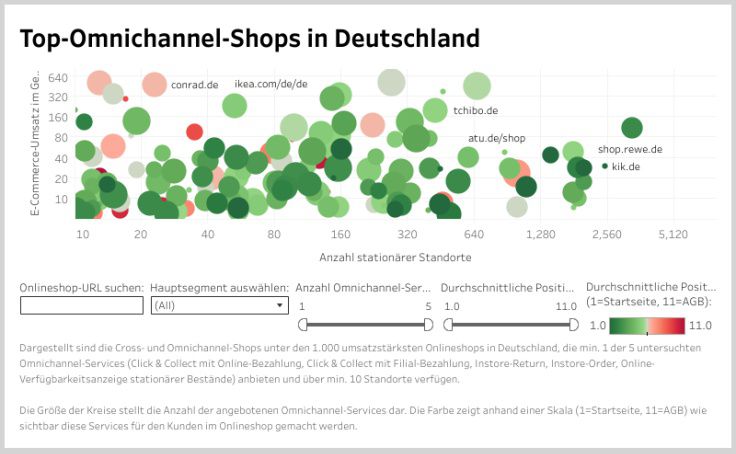 Top-Omnichannel-Shops in Deutschland
E-Commerce-Umsatz im Ge..
640
320
160
80
40
20
10
conrad.de
ikea.com/de/de
tchibo.de
atu.de/shop
shop.rewe.de
kik.de
10 20 40 80 160 320 640 1,280 2,560 5,120
Anzahl stationärer Standorte
Onlineshop-URL suchen: Hauptsegment auswählen: Anzahl Omnichannel-Ser... Durchschnittliche Positi... Durchschnittliche Posit...
(1=Startseite, 11=AGB):
(All) 1 5 1.0 11.0
1.0 11.0
Dargestellt sind die Cross- und Omnichannel-Shops unter den 1.000 umsatzstärksten Onlineshops in Deutschland, die min. 1 der 5 untersuchten
Omnichannel-Services (Click & Collect mit Online-Bezahlung, Click & Collect mit Filial-Bezahlung, Instore-Return, Instore-Order, Online-
Verfügbarkeitsanzeige stationärer Bestände) anbieten und über min. 10 Standorte verfügen.
Die Größe der Kreise stellt die Anzahl der angebotenen Omnichannel-Services dar. Die Farbe zeigt anhand einer Skala (1=Startseite, 11=AGB) wie
sichtbar diese Services für den Kunden im Onlineshop gemacht werden.